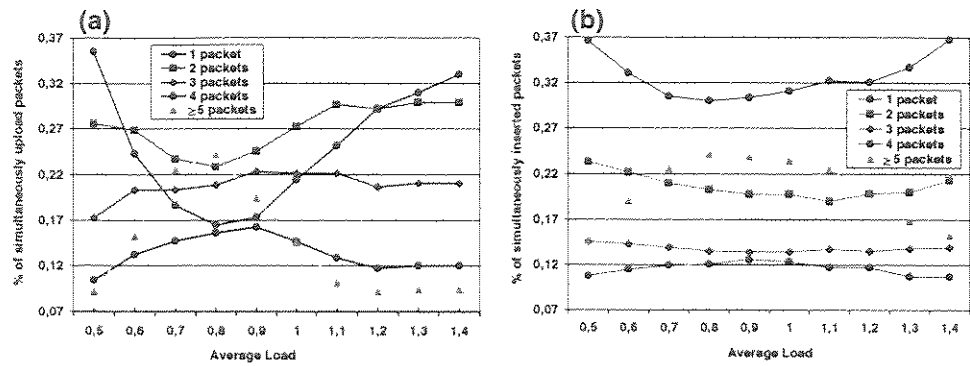 (a)
% of simultaneously upload packets
0,37
0,32
0,27
0,22
0,17
0,12
0,07
1 packet
2 packets
3 packets
4 packets
≥5 packets
0,5 0,6 0,7 0,8 0,9 1 1,1 1,2 1,3 1,4
Average Load
(b)
% of simultaneously inserted packets
0,37
0,32
0,27
0,22
0,17
0,12
0,07
1 packet
2 packets
3 packets
4 packets
≥5 packets
0,5 0,6 0,7 0,8 0,9 1 1,1 1,2 1,3 1,4
Average Load